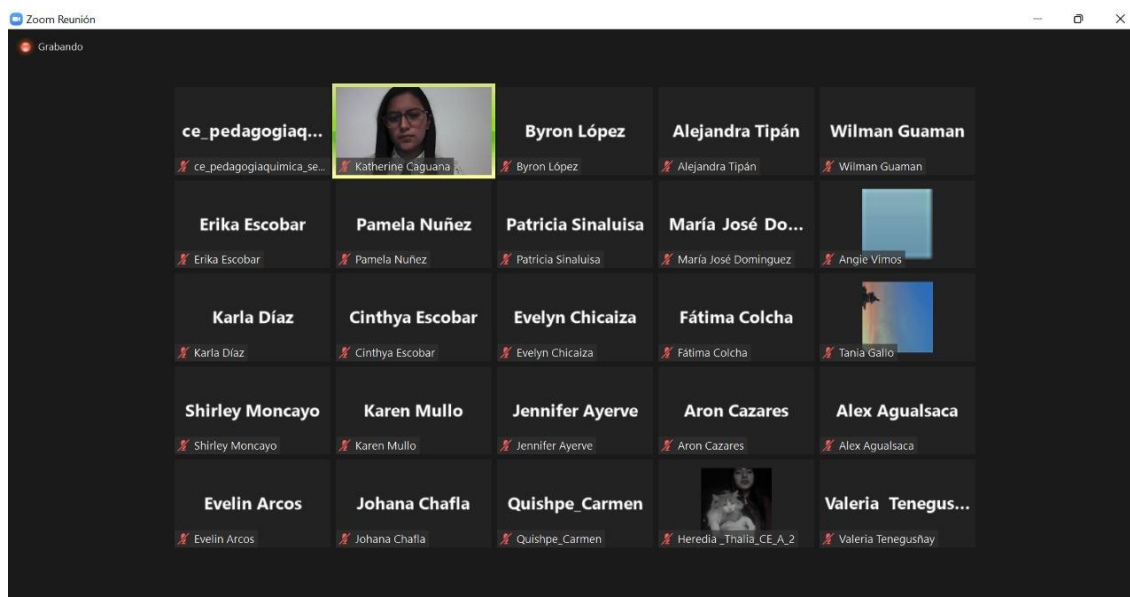 Zoom Reunión
Grabando
ce_pedagogiaq...
ce_pedagogiaquimica_se...
Katherine Caguana
Byron López
Byron López
Alejandra Tipán
Alejandra Tipán
Wilman Guaman
Wilman Guaman
Erika Escobar
Erika Escobar
Pamela Nuñez
Pamela Nuñez
Patricia Sinaluisa
Patricia Sinaluisa
María José Do...
María José Dominguez
Angie Vimos
Karla Díaz
Karla Díaz
Cinthya Escobar
Cinthya Escobar
Evelyn Chicaiza
Evelyn Chicaiza
Fátima Colcha
Fátima Colcha
Tania Gallo
Shirley Moncayo
Shirley Moncayo
Karen Mullo
Karen Mullo
Jennifer Ayerve
Jennifer Ayerve
Aron Cazares
Aron Cazares
Alex Agualsaca
Alex Agualsaca
Evelin Arcos
Evelin Arcos
Johana Chafla
Johana Chafla
Quishpe_Carmen
Quishpe_Carmen
Heredia _Thalia_CE_A_2
Valeria Tenegus...
Valeria Tenegusñay